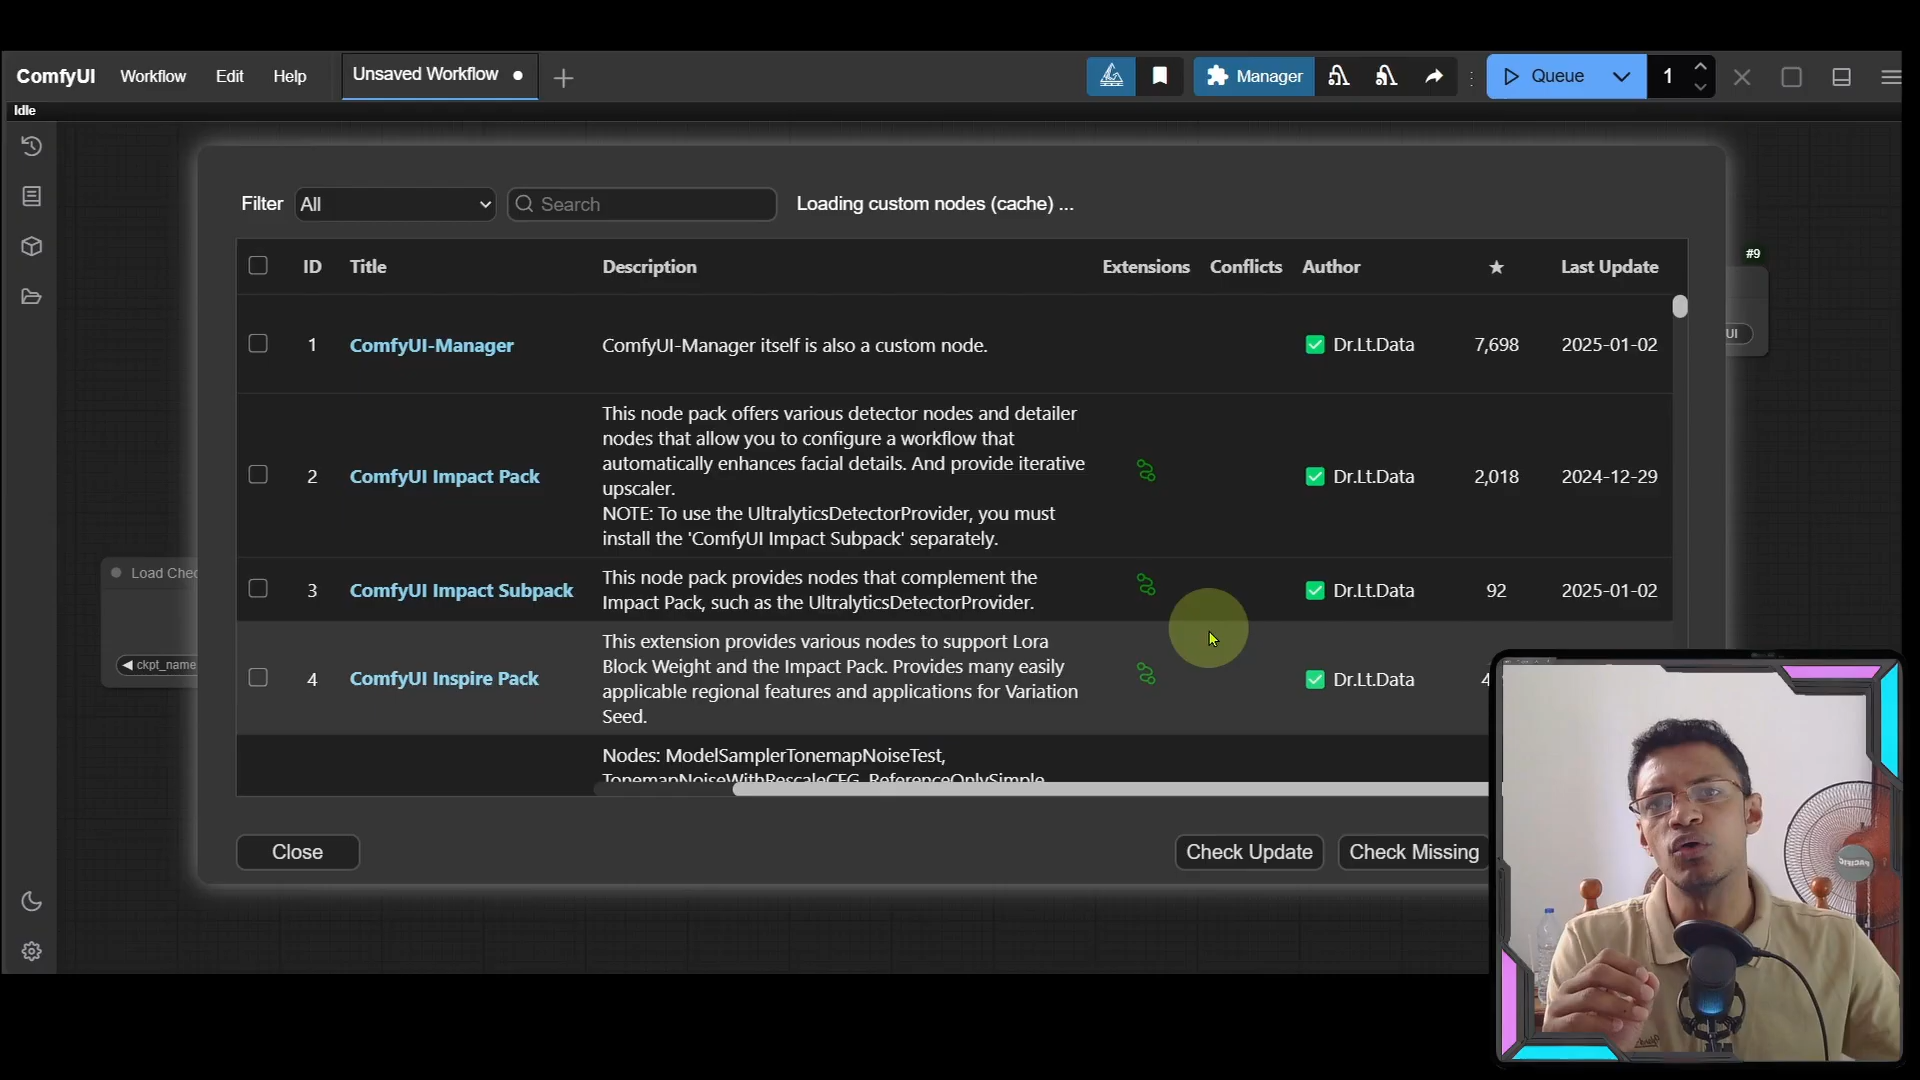 ComfyUI Workflow Edit Help Unsaved Workflow Manager Queue 1
Idle
Filter All Search Loading custom nodes (cache) ...
ID Title Description Extensions Conflicts Author ★ Last Update
#9
1 ComfyUI-Manager ComfyUI-Manager itself is also a custom node. Dr.Lt.Data 7,698 2025-01-02
UI
This node pack offers various detector nodes and detailer
nodes that allow you to configure a workflow that
automatically enhances facial details. And provide iterative
upscaler.
NOTE: To use the UltralyticsDetectorProvider, you must
install the 'ComfyUI Impact Subpack' separately.
2 ComfyUI Impact Pack Dr.Lt.Data 2,018 2024-12-29
Load Chec
3 ComfyUI Impact Subpack Dr.Lt.Data 92 2025-01-02
This node pack provides nodes that complement the
Impact Pack, such as the UltralyticsDetectorProvider.
ckpt_name
4 ComfyUI Inspire Pack Dr.Lt.Data 4
This extension provides various nodes to support Lora
Block Weight and the Impact Pack. Provides many easily
applicable regional features and applications for Variation
Seed.
Nodes: ModelSamplerTonemapNoiseTest,
TonemapNoiseWithRescaleCFG, ReferenceOnlySimple
Close Check Update Check Missing
PACIFIC